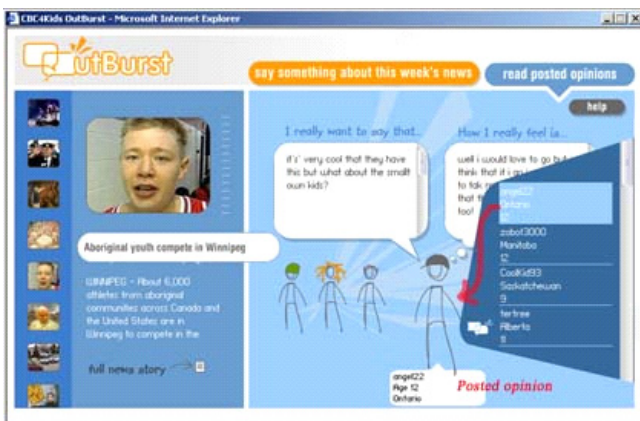 CBC4Kids OutBurst - Microsoft Internet Explorer
OutBurst
say something about this week's news
read posted opinions
help
I really want to say that...
How I really feel is...
it's' very cool that they have
this but what about the small
own kids?
well i would love to go but
think that if i go i
to tak
that th
too!
angel22
Ontario
12
zabot3000
Manitoba
12
CoolKid93
Saskatchewan
9
tertree
Alberta
11
Aboriginal youth compete in Winnipeg
WINNIPEG - About 6,000
athletes from aboriginal
communities across Canada and
the United States are in
Winnipeg to compete in the
full news story
angel22
Age 12
Ontario
Posted opinion